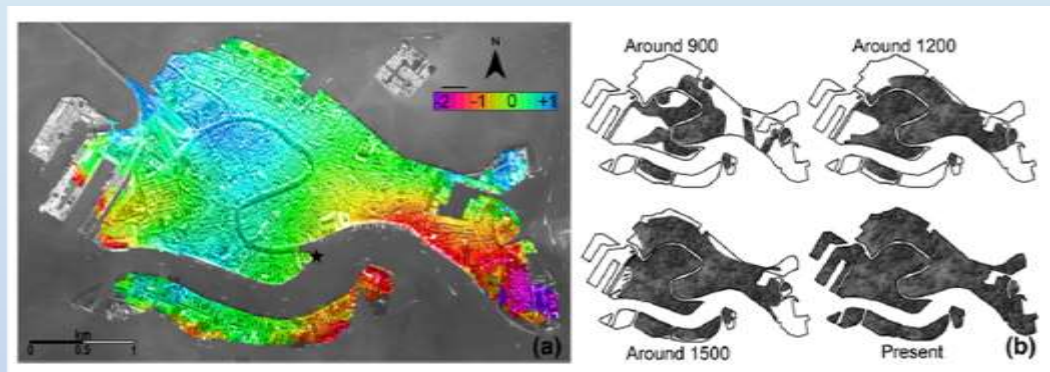 N
-2 -1 0 +1
km
0 0.5 1
(a)
Around 900
Around 1200
Around 1500
Present
(b)